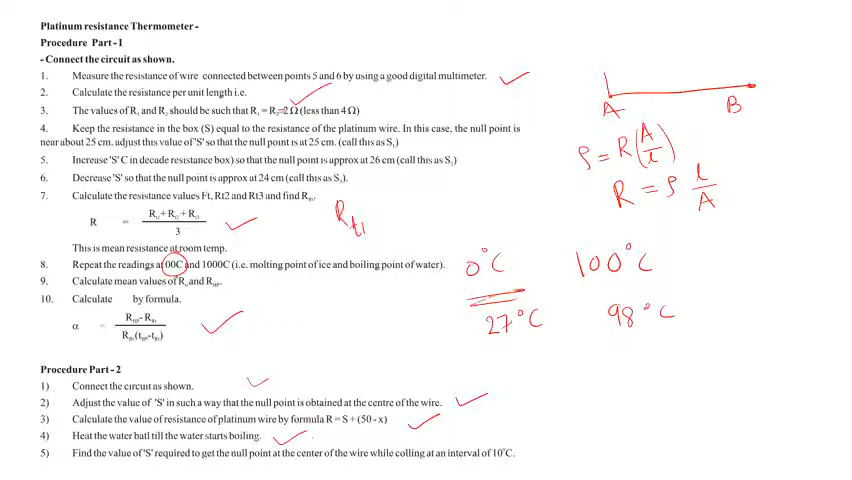 Platinum resistance Thermometer -
Procedure Part - 1
- Connect the circuit as shown.
1. Measure the resistance of wire connected between points 5 and 6 by using a good digital multimeter.
2. Calculate the resistance per unit length i.e.
3. The values of R₁ and R₂ should be such that R₁ = R₂=2 Ω (less than 4 Ω)
4. Keep the resistance in the box (S) equal to the resistance of the platinum wire. In this case, the null point is
near about 25 cm. adjust this value of 'S' so that the null point is at 25 cm. (call this as S₁)
5. Increase 'S' C in decade resistance box) so that the null point is approx at 26 cm (call this as S₂)
6. Decrease 'S' so that the null point is approx at 24 cm (call this as S₃).
7. Calculate the resistance values Ft, Rt2 and Rt3 and find R_Rt.
R = (R_t1 + R_t2 + R_t3) / 3
R_t1
This is mean resistance at room temp.
8. Repeat the readings at 00C and 1000C (i.e. molting point of ice and boiling point of water).
9. Calculate mean values of R and R_BP.
10. Calculate by formula.
α = (R_BP - R_Rt) / (R_Rt (t_BP - t_Rt))
A B
ρ = R(A/l)
R = ρ l/A
0°C 100°C
27°C 98°C
Procedure Part - 2
1) Connect the circuit as shown.
2) Adjust the value of 'S' in such a way that the null point is obtained at the centre of the wire.
3) Calculate the value of resistance of platinum wire by formula R = S + (50 - x)
4) Heat the water batl till the water starts boiling.
5) Find the value of 'S' required to get the null point at the center of the wire while colling at an interval of 10⁰C.